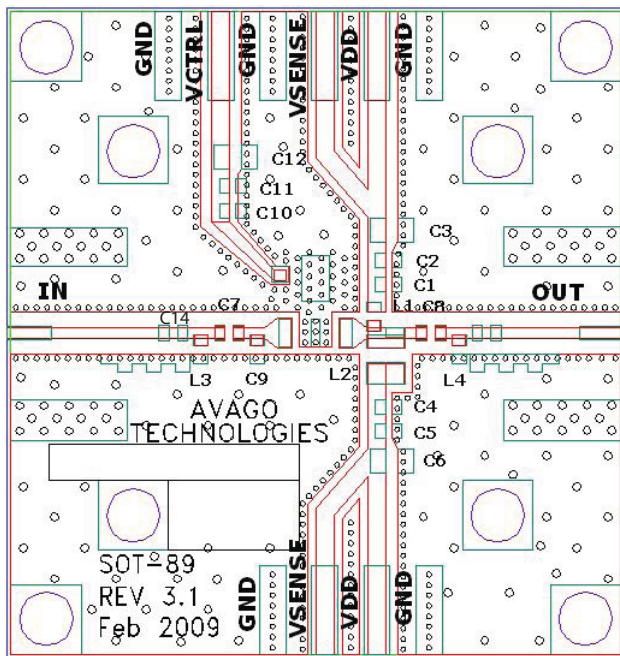 GND VCTRL GND VSENSE VDD GND
C12
C11
C10
C3
C2
C1
IN L1 C8 OUT
C7
C14
L3 C9 L2 L4
AVAGO
TECHNOLOGIES
C4
C5
C6
SOT-89
REV 3.1
Feb 2009
GND VSENSE VDD GND